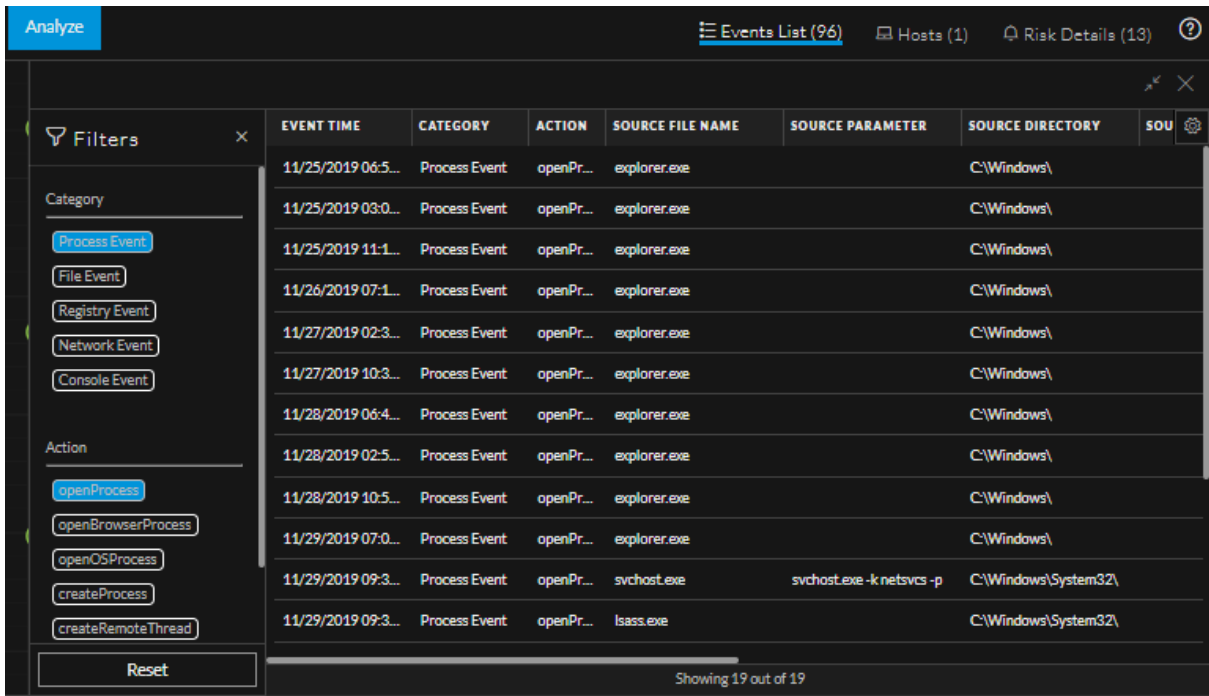 Analyze
Events List (96) Hosts (1) Risk Details (13)
Filters
Category
Process Event
File Event
Registry Event
Network Event
Console Event
Action
openProcess
openBrowserProcess
openOSProcess
createProcess
createRemoteThread
Reset
EVENT TIME CATEGORY ACTION SOURCE FILE NAME SOURCE PARAMETER SOURCE DIRECTORY SOU
11/25/2019 06:5... Process Event openPr... explorer.exe C:\Windows\
11/25/2019 03:0... Process Event openPr... explorer.exe C:\Windows\
11/25/2019 11:1... Process Event openPr... explorer.exe C:\Windows\
11/26/2019 07:1... Process Event openPr... explorer.exe C:\Windows\
11/27/2019 02:3... Process Event openPr... explorer.exe C:\Windows\
11/27/2019 10:3... Process Event openPr... explorer.exe C:\Windows\
11/28/2019 06:4... Process Event openPr... explorer.exe C:\Windows\
11/28/2019 02:5... Process Event openPr... explorer.exe C:\Windows\
11/28/2019 10:5... Process Event openPr... explorer.exe C:\Windows\
11/29/2019 07:0... Process Event openPr... explorer.exe C:\Windows\
11/29/2019 09:3... Process Event openPr... svchost.exe svchost.exe -k netsvcs -p C:\Windows\System32\
11/29/2019 09:3... Process Event openPr... lsass.exe C:\Windows\System32\
Showing 19 out of 19